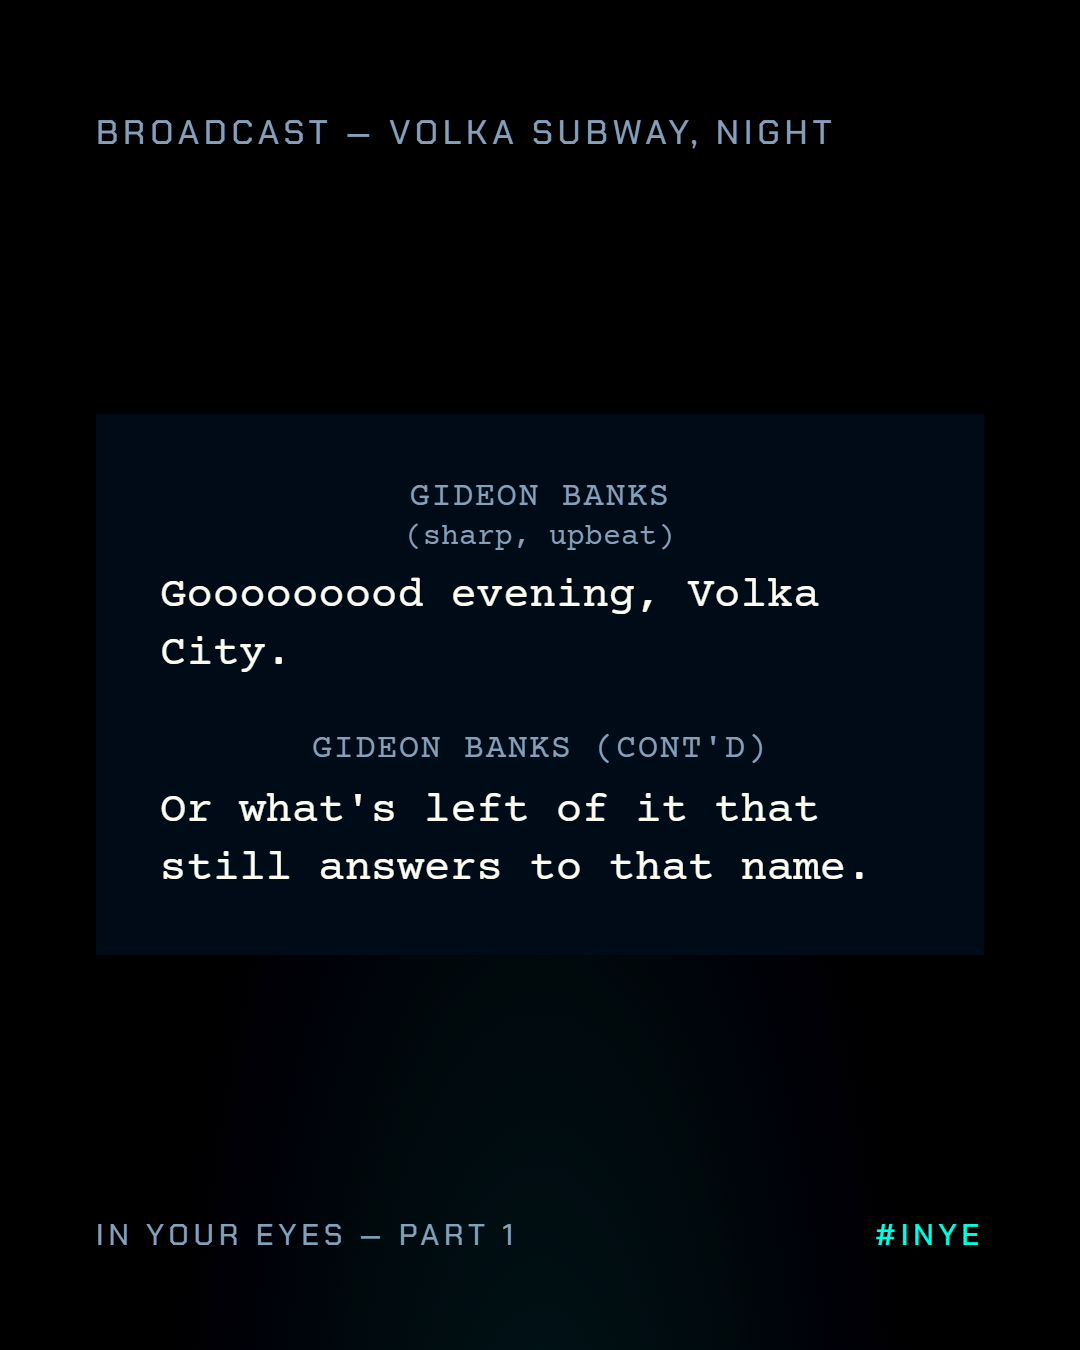 BROADCAST — VOLKA SUBWAY, NIGHT
GIDEON BANKS
(sharp, upbeat)
Gooooooood evening, Volka
City.
GIDEON BANKS (CONT'D)
Or what's left of it that
still answers to that name.
IN YOUR EYES — PART 1
#INYE